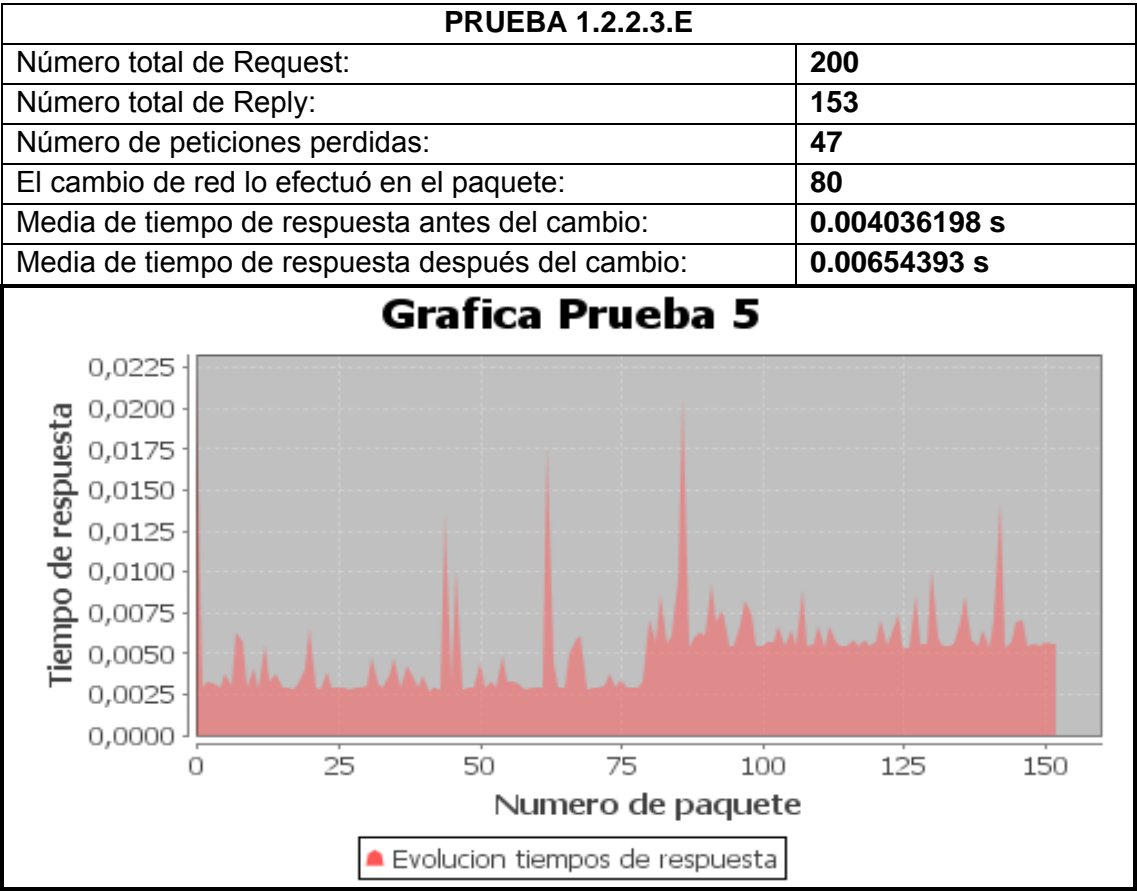 PRUEBA 1.2.2.3.E
Número total de Request: 200
Número total de Reply: 153
Número de peticiones perdidas: 47
El cambio de red lo efectuó en el paquete: 80
Media de tiempo de respuesta antes del cambio: 0.004036198 s
Media de tiempo de respuesta después del cambio: 0.00654393 s
Grafica Prueba 5
Tiempo de respuesta
0,0225
0,0200
0,0175
0,0150
0,0125
0,0100
0,0075
0,0050
0,0025
0,0000
0 25 50 75 100 125 150
Numero de paquete
Evolucion tiempos de respuesta